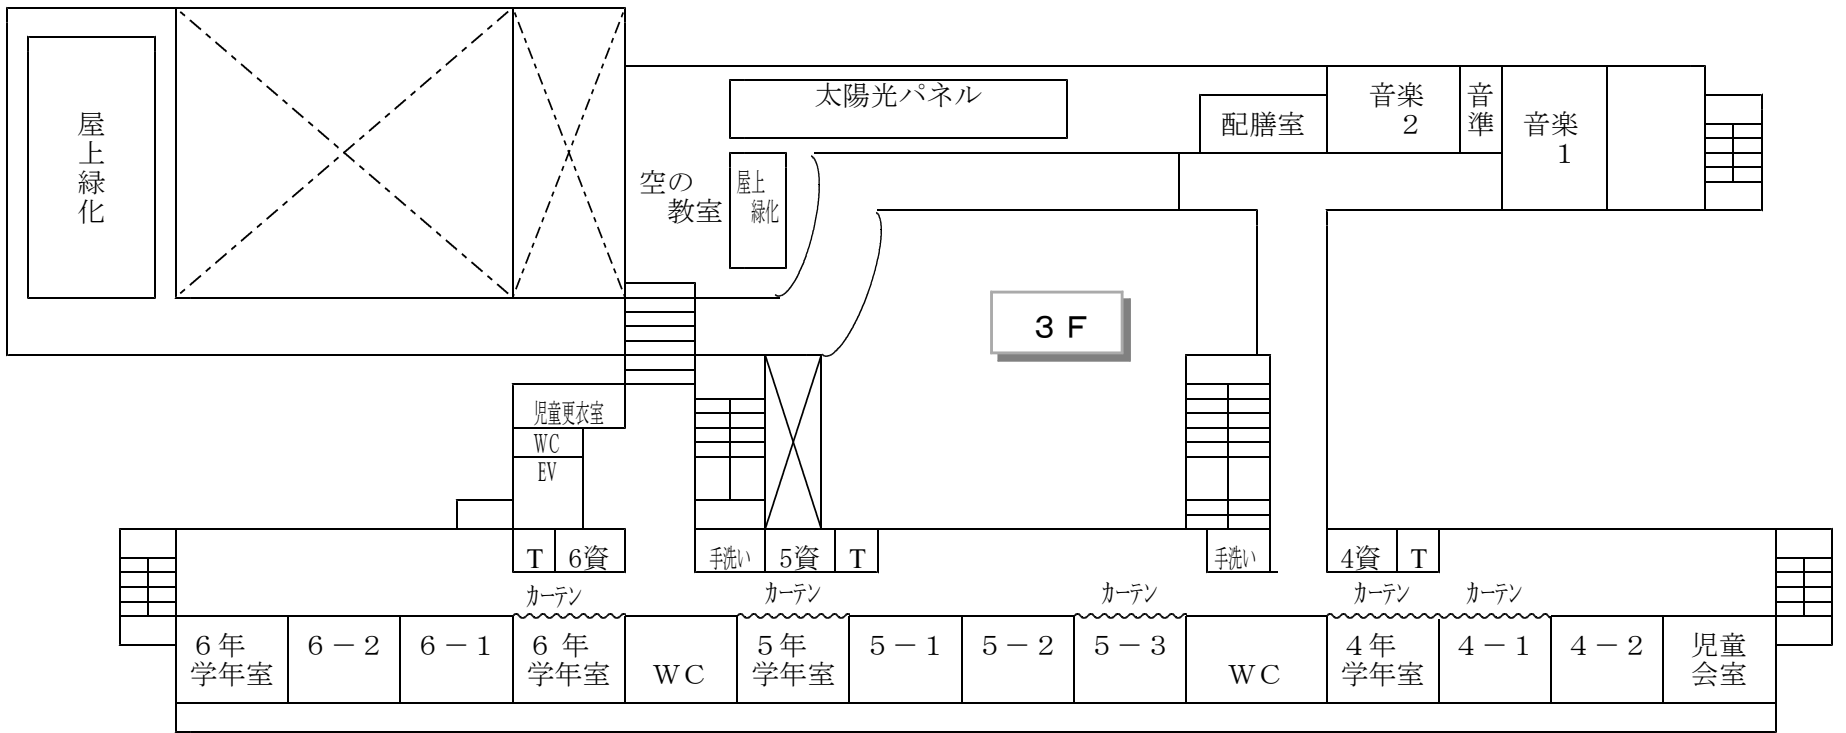 太陽光パネル
屋上緑化
配膳室
音楽
２
音準
音楽
１
空の
教室
屋上
緑化
３Ｆ
児童更衣室
WC
EV
T
6資
手洗い
5資
T
手洗い
4資
T
カーテン
カーテン
カーテン
カーテン
カーテン
６年
学年室
６－２
６－１
６ 年
学年室
ＷＣ
５年
学年室
５－１
５－２
５－３
ＷＣ
４年
学年室
４－１
４－２
児童
会室